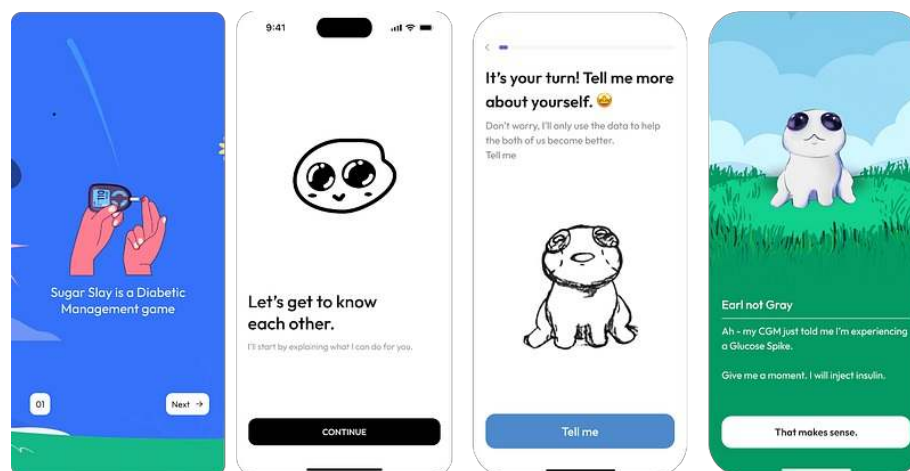 Sugar Slay is a Diabetic
Management game
01
Next →
9:41
Let's get to know
each other.
I'll start by explaining what I can do for you.
CONTINUE
It's your turn! Tell me more
about yourself. 🤩
Don't worry, I'll only use the data to help
the both of us become better.
Tell me
Tell me
Earl not Gray
Ah - my CGM just told me I'm experiencing
a Glucose Spike.
Give me a moment. I will inject insulin.
That makes sense.